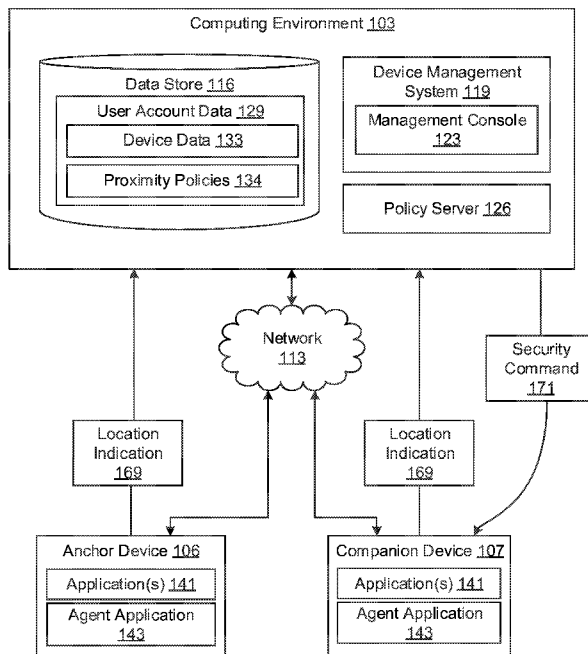 Computing Environment 103
Data Store 116
User Account Data 129
Device Data 133
Proximity Policies 134
Device Management
System 119
Management Console
123
Policy Server 126
Network
113
Security
Command
171
Location
Indication
169
Location
Indication
169
Anchor Device 106
Application(s) 141
Agent Application
143
Companion Device 107
Application(s) 141
Agent Application
143